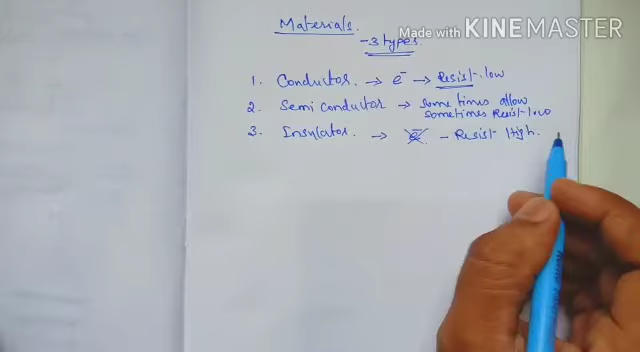 Materials.
Made with KINEMASTER
-3 types.
1. Conductor → e⁻ → Resist-low
2. Semi conductor → some times allow
sometimes Resist-low
3. Insulator. → e⁻ - Resist High.